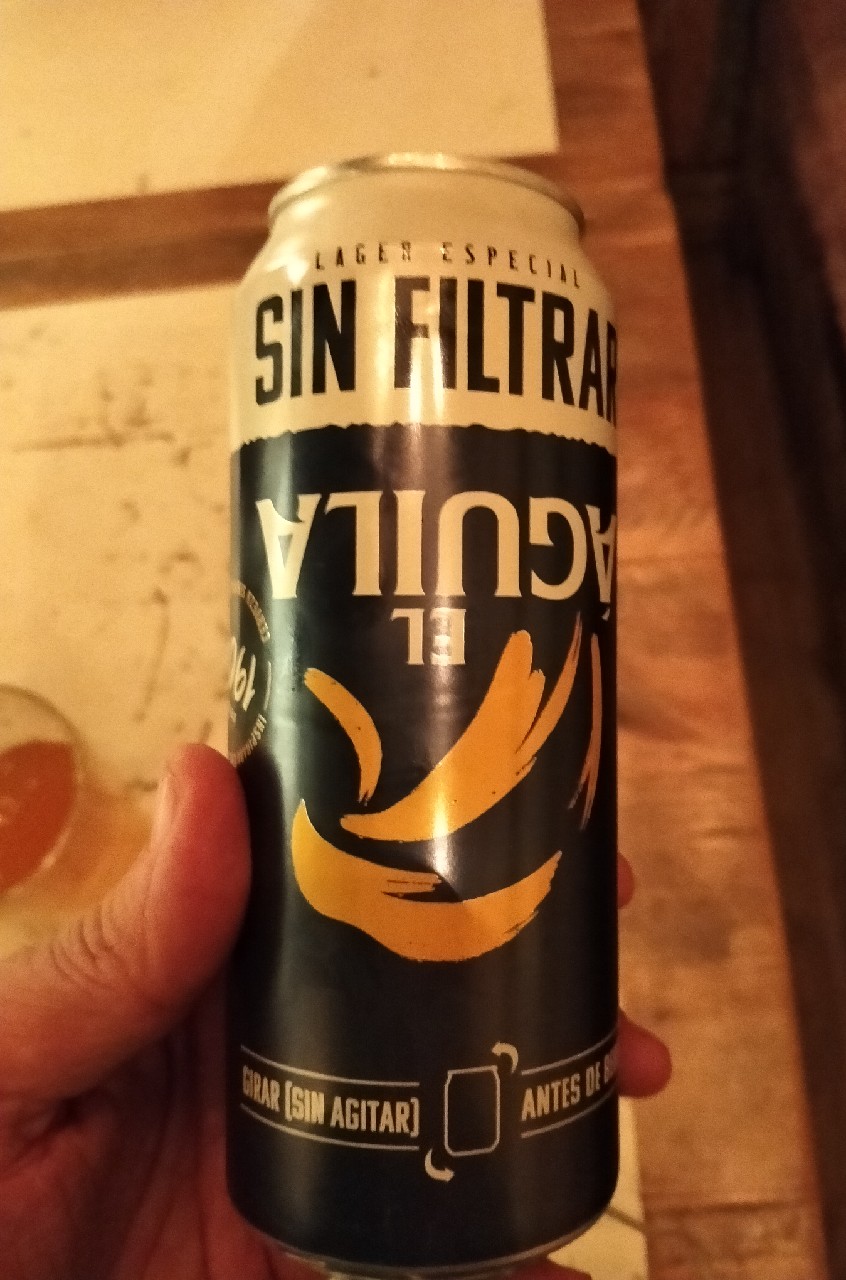 LAGER ESPECIAL
SIN FILTRAR
EL
ÁGUILA
GIRAR (SIN AGITAR)
ANTES DE